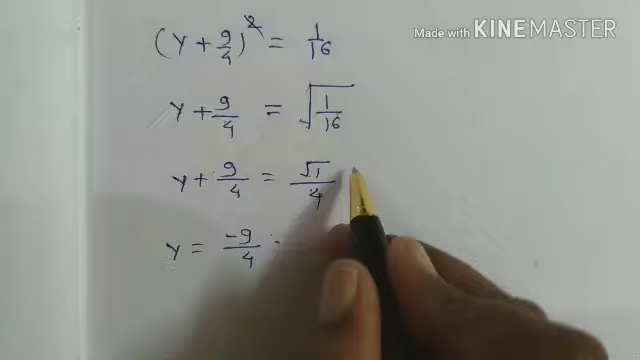 Made with KINEMASTER
(y + 9/4)² = 1/16
y + 9/4 = √(1/16)
y + 9/4 = √1/4
y = -9/4